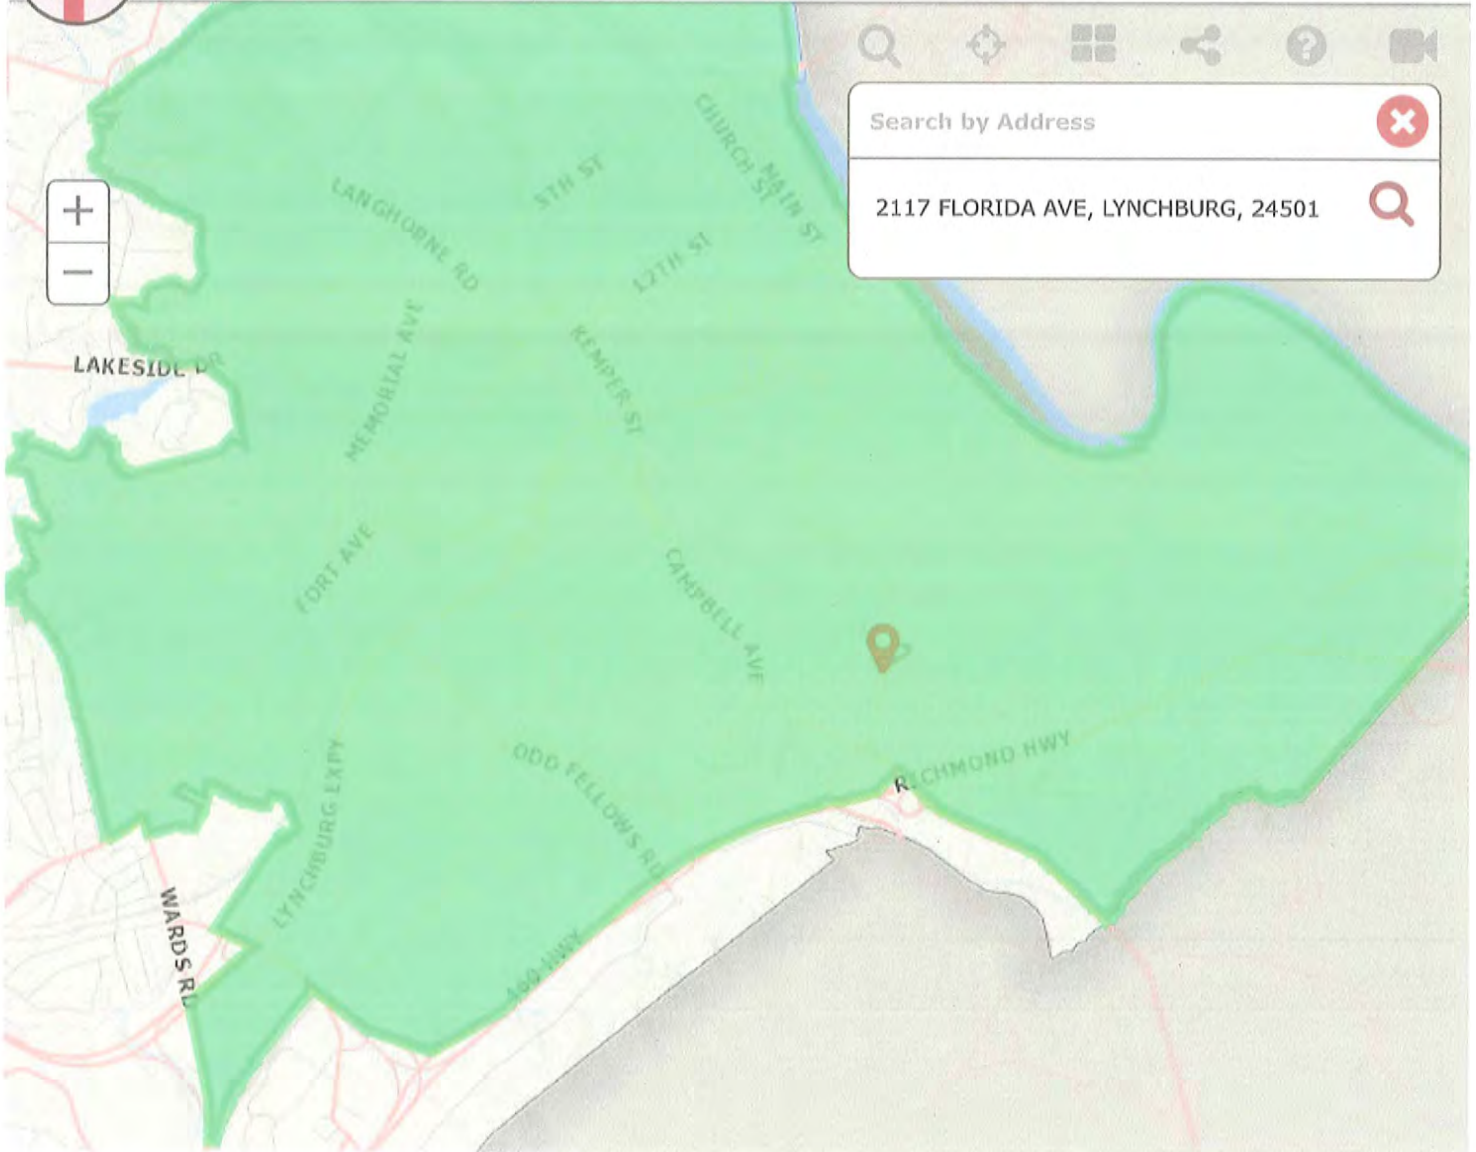 Search by Address
2117 FLORIDA AVE, LYNCHBURG, 24501
CHURCH ST
MAIN ST
5TH ST
LANGHORNE RD
12TH ST
MEMORIAL AVE
KEMPER ST
LAKESIDE DR
FORT AVE
CAMPBELL AVE
RICHMOND HWY
ODD FELLOWS RD
LYNCHBURG EXPY
WARDS RD
460 HWY